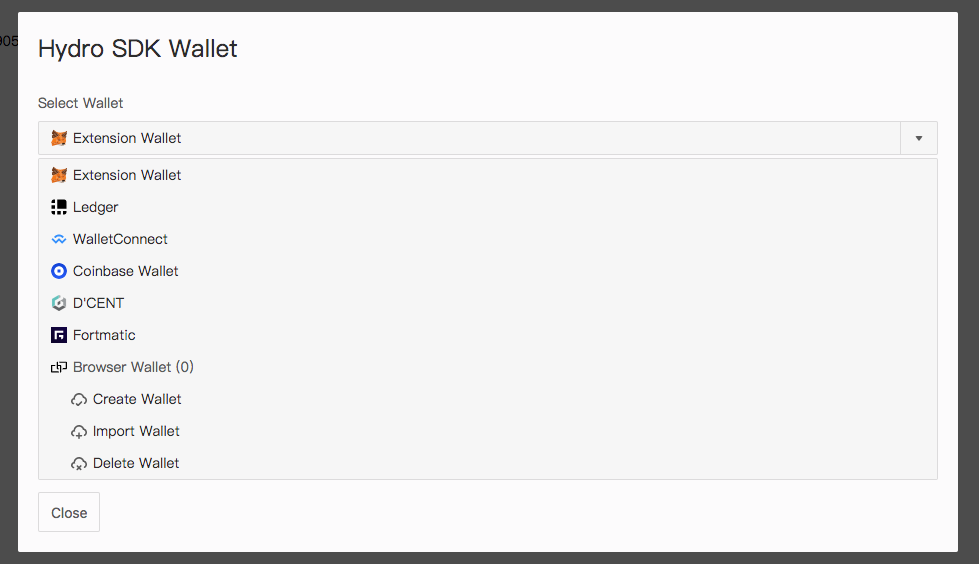 905
Hydro SDK Wallet
Select Wallet
Extension Wallet
Extension Wallet
Ledger
WalletConnect
Coinbase Wallet
D'CENT
Fortmatic
Browser Wallet (0)
Create Wallet
Import Wallet
Delete Wallet
Close